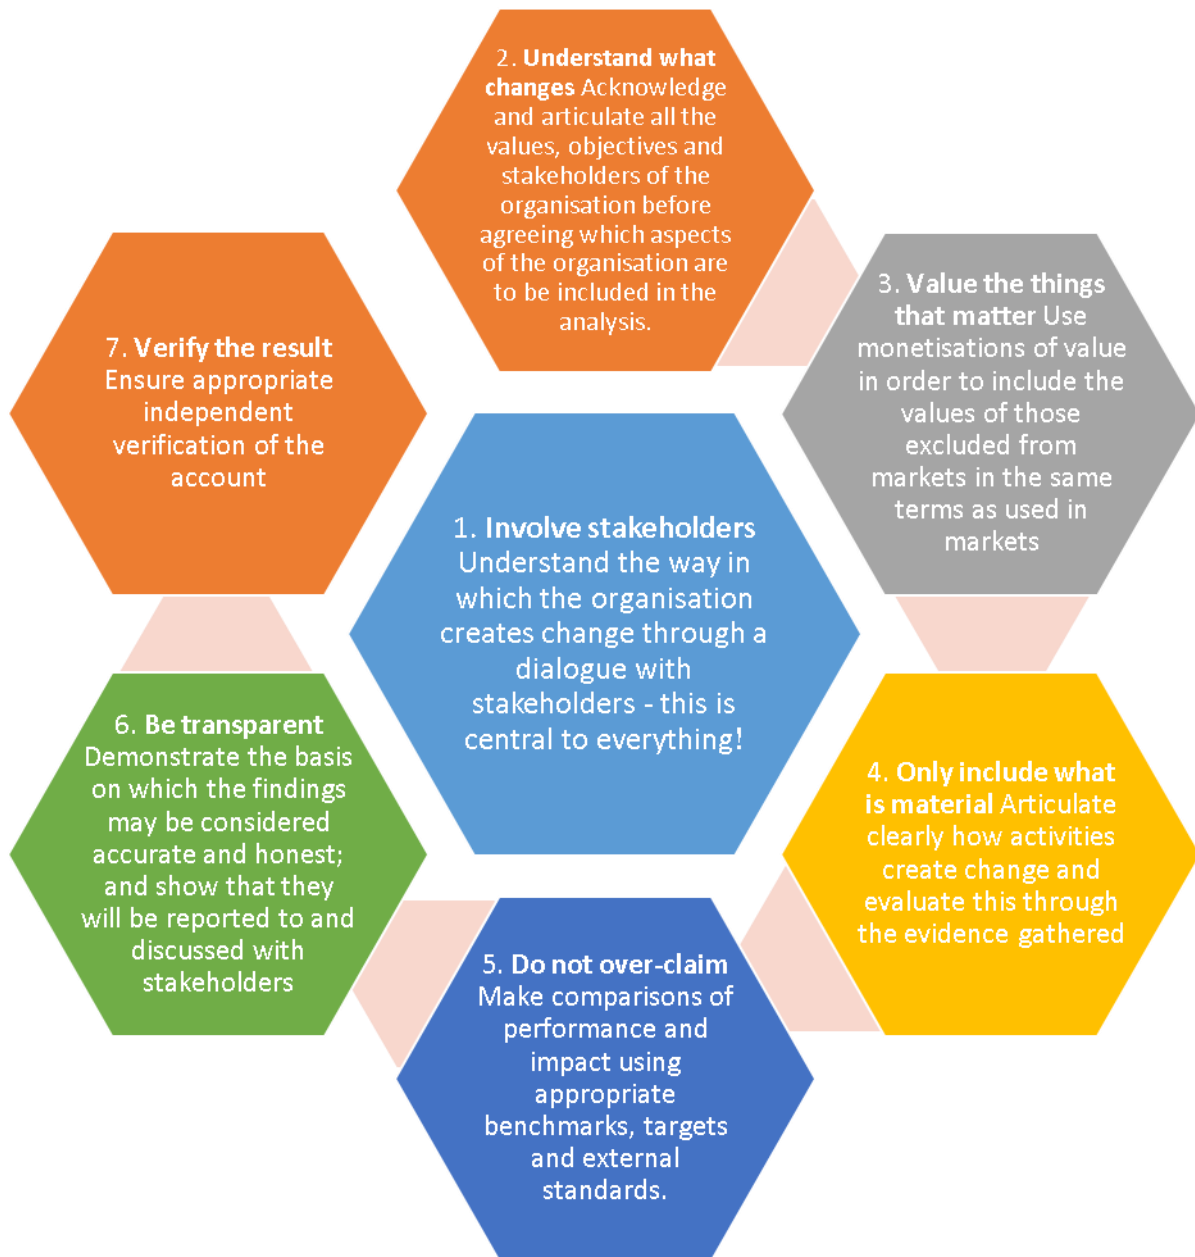 1. Involve stakeholders
Understand the way in
which the organisation
creates change through a
dialogue with
stakeholders - this is
central to everything!
2. Understand what
changes Acknowledge
and articulate all the
values, objectives and
stakeholders of the
organisation before
agreeing which aspects
of the organisation are
to be included in the
analysis.
3. Value the things
that matter Use
monetisations of value
in order to include the
values of those
excluded from
markets in the same
terms as used in
markets
4. Only include what
is material Articulate
clearly how activities
create change and
evaluate this through
the evidence gathered
5. Do not over-claim
Make comparisons of
performance and
impact using
appropriate
benchmarks, targets
and external
standards.
6. Be transparent
Demonstrate the basis
on which the findings
may be considered
accurate and honest;
and show that they
will be reported to and
discussed with
stakeholders
7. Verify the result
Ensure appropriate
independent
verification of the
account